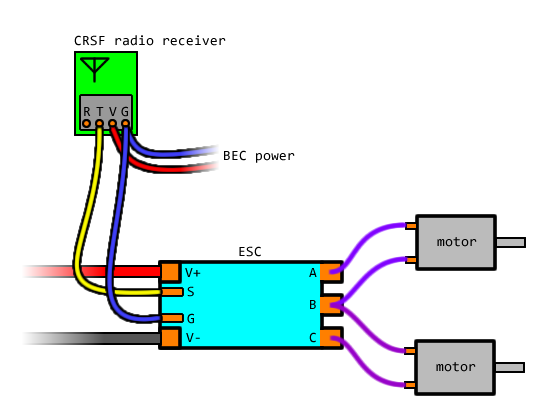 CRSF radio receiver
R T V G
BEC power
ESC
V+
S
G
V-
A
B
C
motor
motor